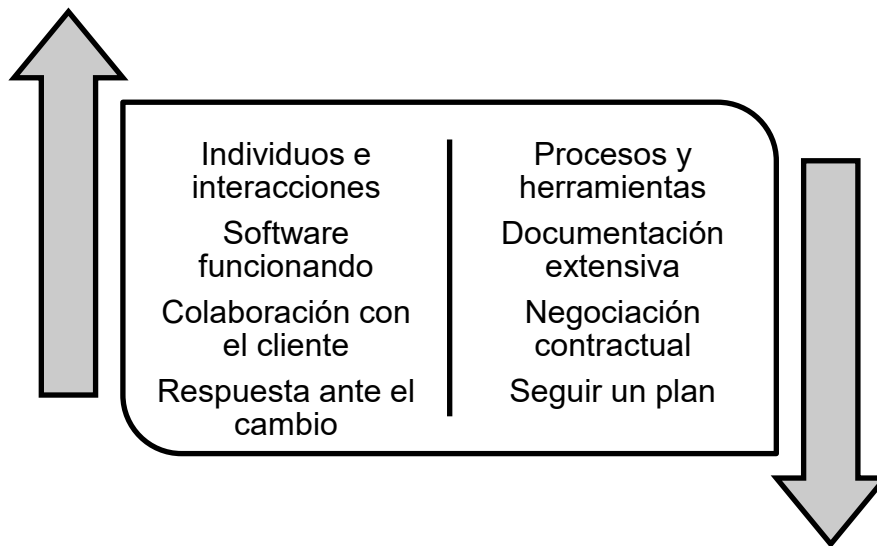 Individuos e
interacciones
Software
funcionando
Colaboración con
el cliente
Respuesta ante el
cambio
Procesos y
herramientas
Documentación
extensiva
Negociación
contractual
Seguir un plan